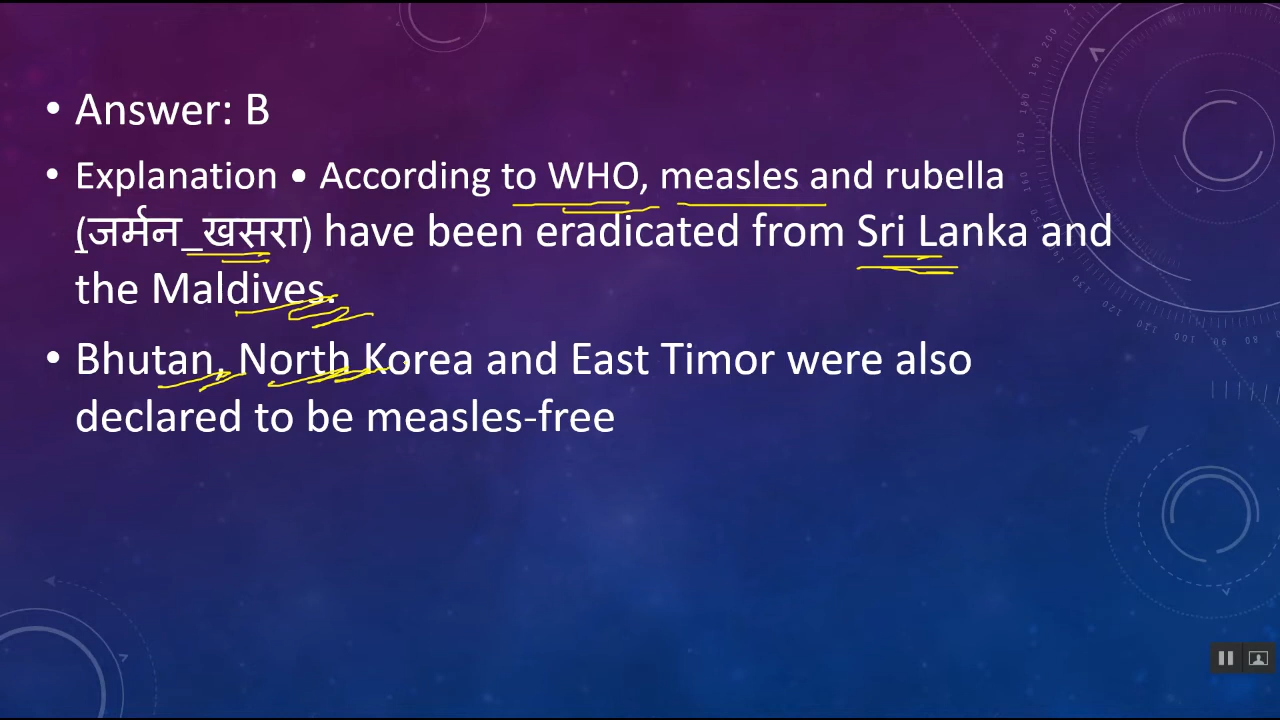 • Answer: B
• Explanation • According to WHO, measles and rubella
(जर्मन_खसरा) have been eradicated from Sri Lanka and
the Maldives.
• Bhutan, North Korea and East Timor were also
declared to be measles-free